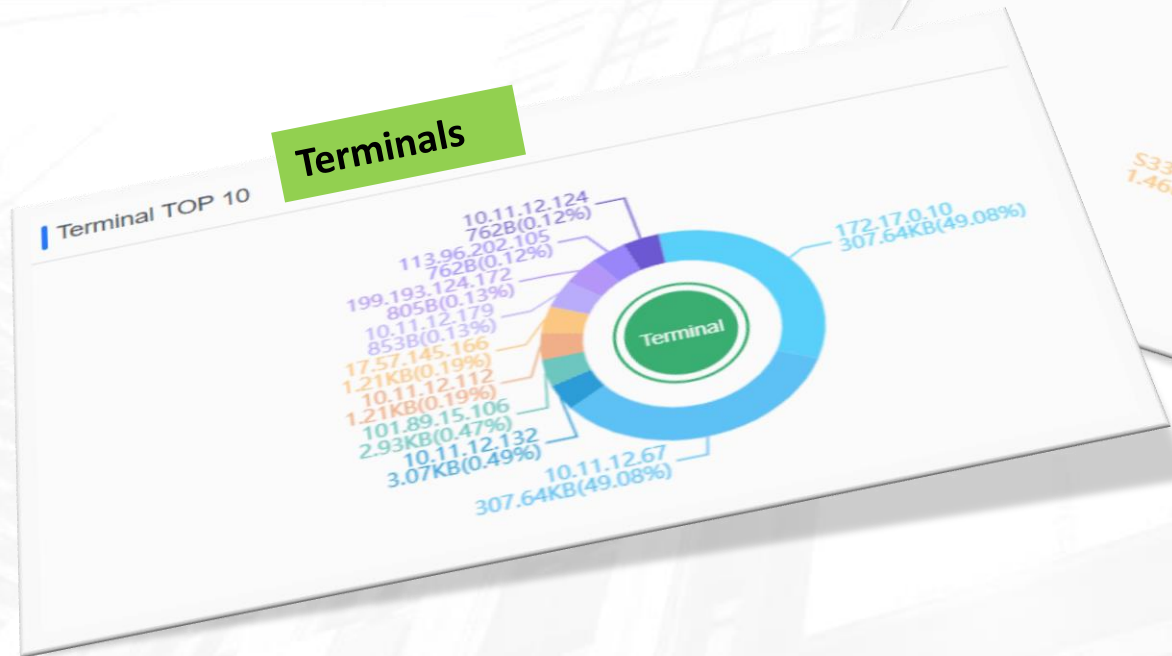 Terminals
Terminal TOP 10
10.11.12.124
762B(0.12%)
113.96.202.105
762B(0.12%)
199.193.124.172
805B(0.13%)
10.11.12.179
853B(0.13%)
17.57.145.166
1.21KB(0.19%)
10.11.12.112
1.21KB(0.19%)
101.89.15.106
2.93KB(0.47%)
10.11.12.132
3.07KB(0.49%)
10.11.12.67
307.64KB(49.08%)
172.17.0.10
307.64KB(49.08%)
Terminal
S33
1.46